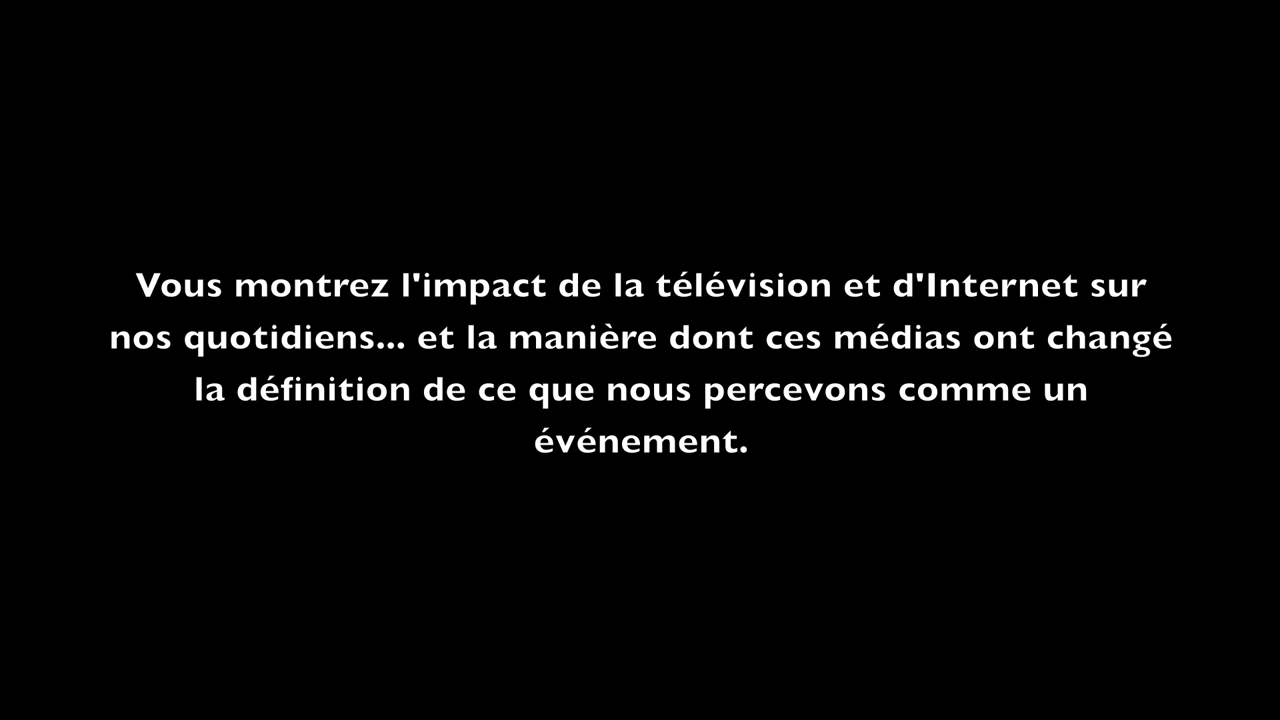 Vous montrez l'impact de la télévision et d'Internet sur
nos quotidiens... et la manière dont ces médias ont changé
la définition de ce que nous percevons comme un
événement.